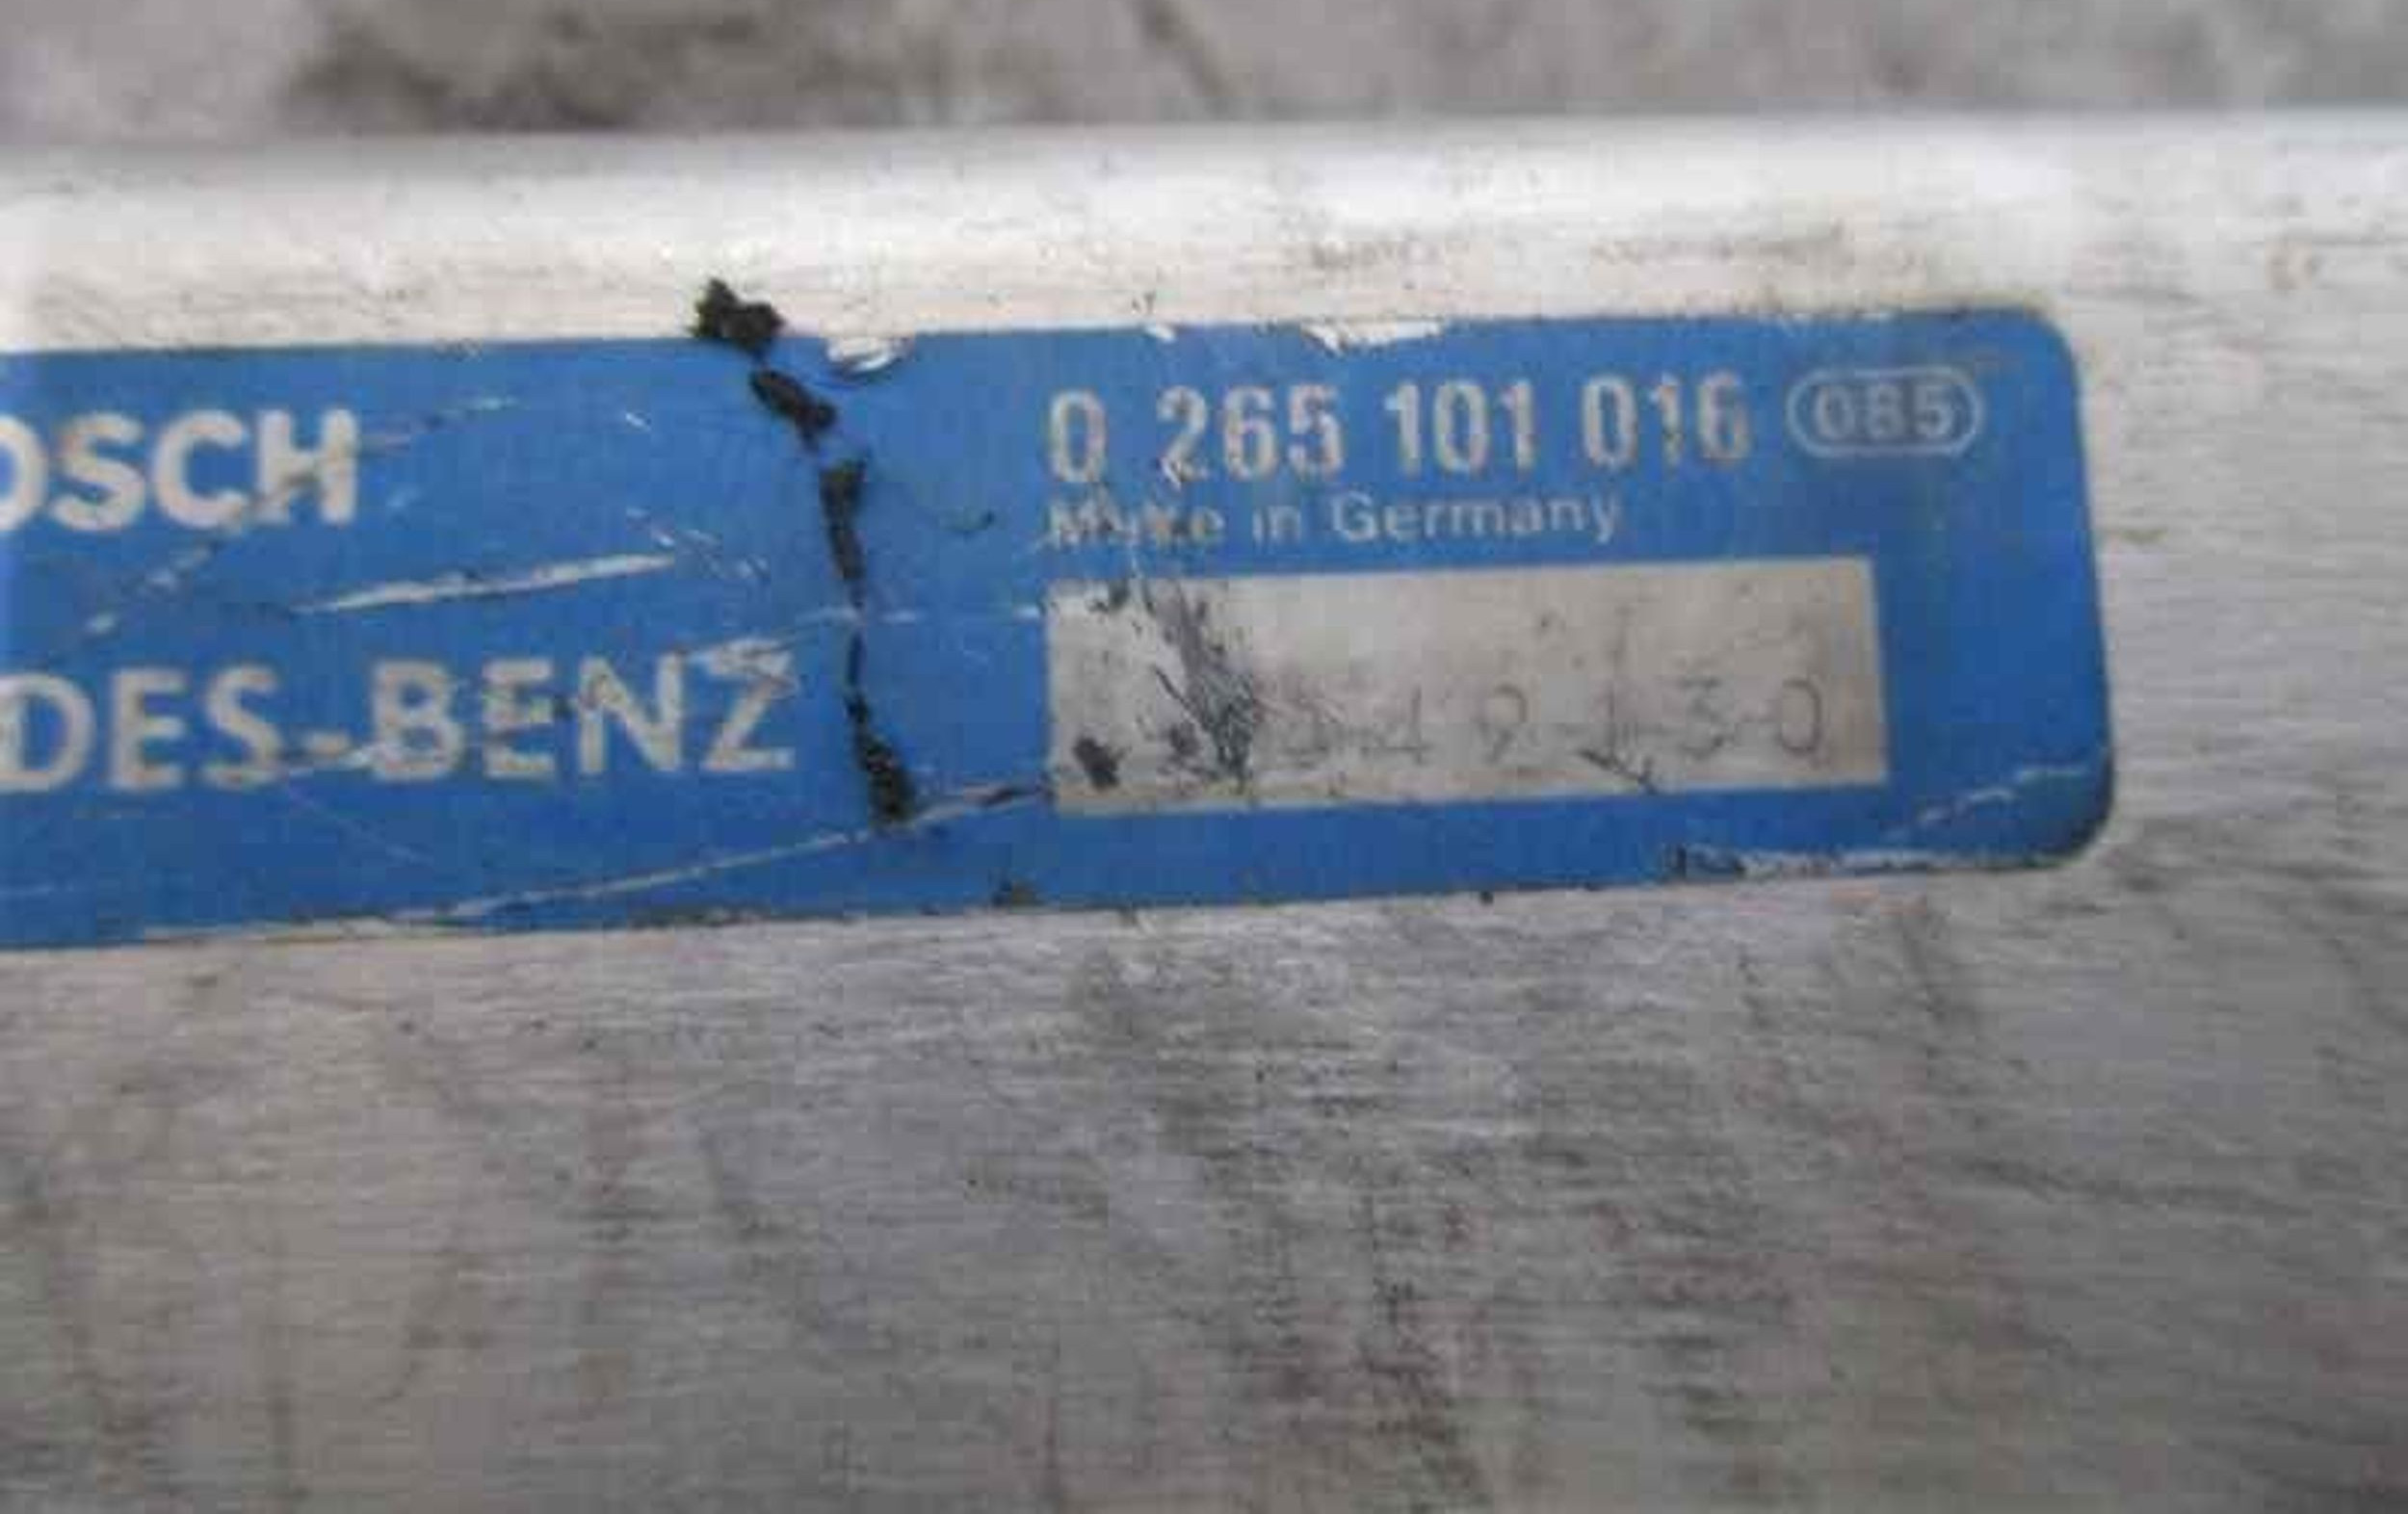 OSCH
0 265 101 016 085
Made in Germany
DES-BENZ